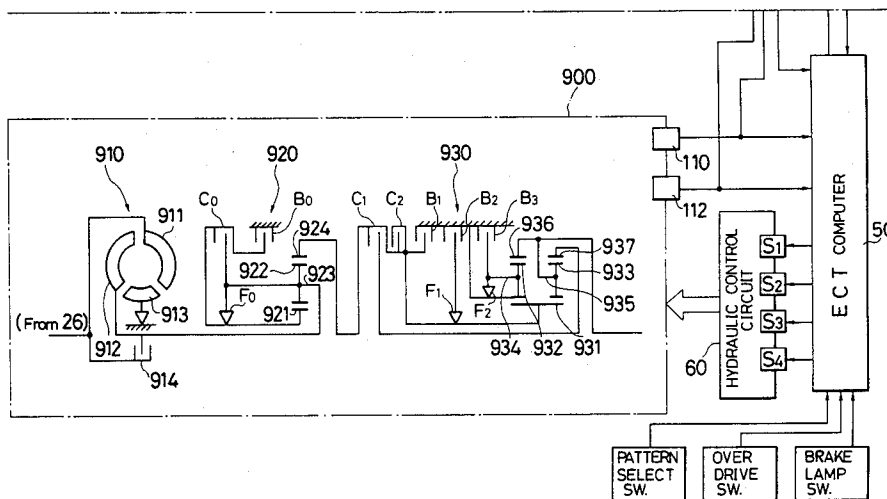 900
910
920
930
110
112
50
C0
B0
C1
C2
B1
B2
B3
911
924
936
922
923
937
933
913
F0
921
F1
F2
935
(From 26)
912
934
932
931
914
60
HYDRAULIC CONTROL
CIRCUIT
S1
S2
S3
S4
ECT COMPUTER
PATTERN
SELECT
SW.
OVER
DRIVE
SW.
BRAKE
LAMP
SW.